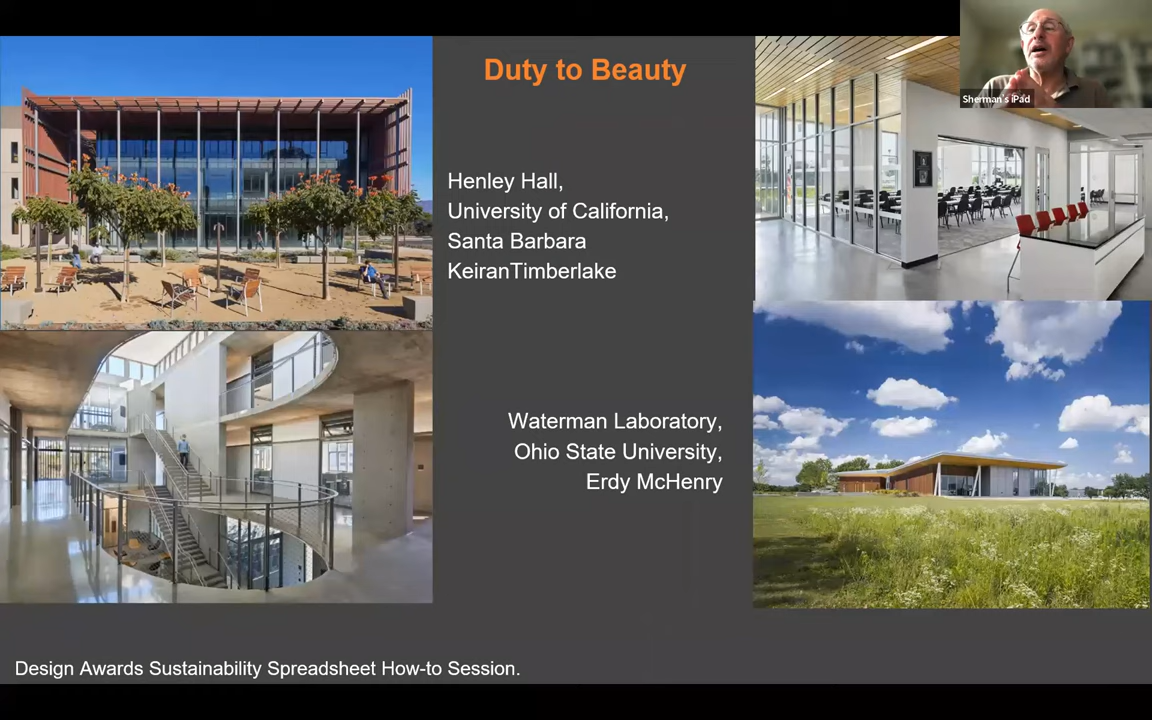 Duty to Beauty
Sherman's iPad
Henley Hall,
University of California,
Santa Barbara
KeiranTimberlake
Waterman Laboratory,
Ohio State University,
Erdy McHenry
Design Awards Sustainability Spreadsheet How-to Session.